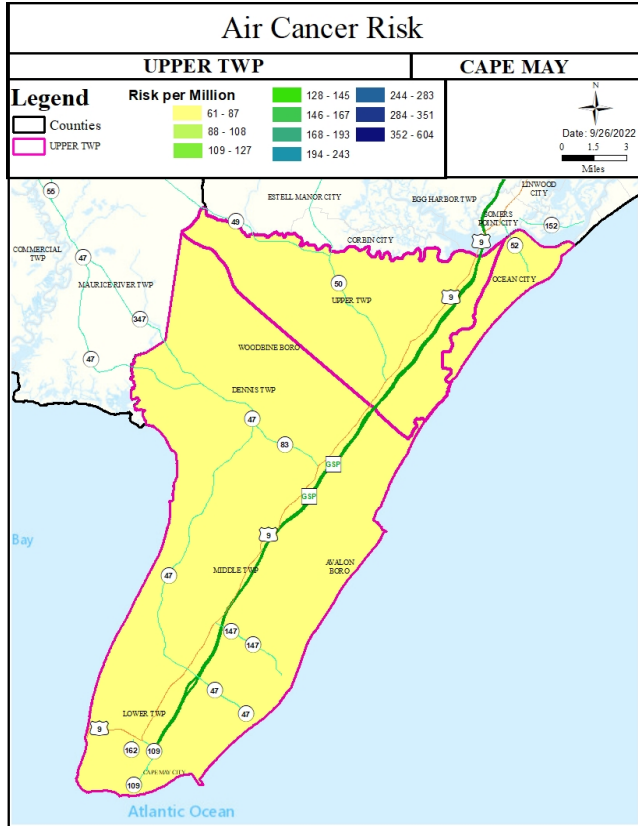 Air Cancer Risk
UPPER TWP
CAPE MAY
Legend
Counties
UPPER TWP
Risk per Million
61 - 87
88 - 108
109 - 127
128 - 145
146 - 167
168 - 193
194 - 243
244 - 283
284 - 351
352 - 604
N
Date: 9/26/2022
0 1.5 3
Miles
55
ESTELL MANOR CITY
EGG HARBOR TWP
LINWOOD
CITY
49
SOMERS
POINT CITY
152
COMMERCIAL
TWP
CORBIN CITY
9
52
47
MAURICE RIVER TWP
50
OCEAN CITY
UPPER TWP
9
347
WOODBINE BORO
47
DENNIS TWP
47
83
GSP
GSP
9
Bay
AVALON
BORO
MIDDLE TWP
47
147
147
47
LOWER TWP
47
9
162
109
CAPE MAY CITY
109
Atlantic Ocean